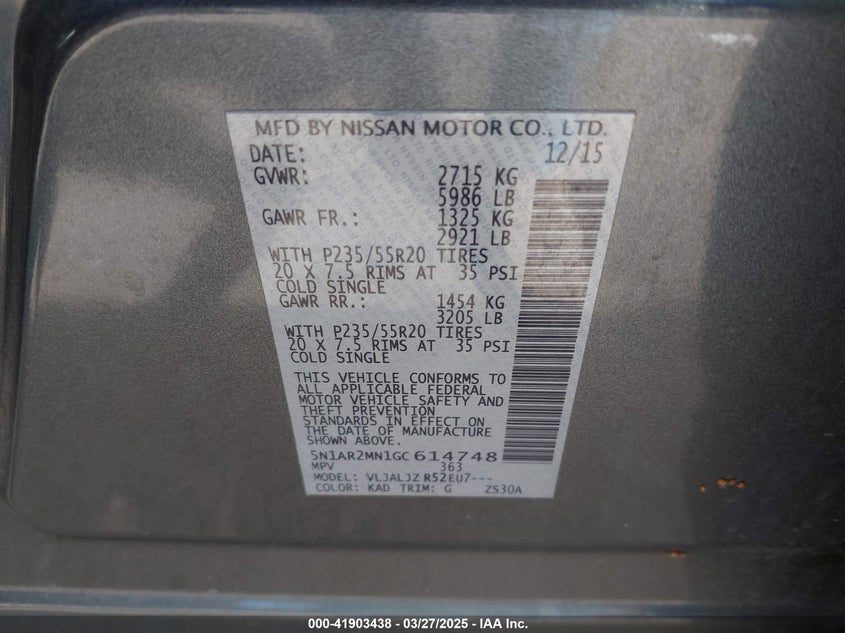 MFD BY NISSAN MOTOR CO., LTD.
DATE: 12/15
GVWR: 2715 KG
5986 LB
GAWR FR.: 1325 KG
2921 LB
WITH P235/55R20 TIRES
20 X 7.5 RIMS AT 35 PSI
COLD SINGLE
GAWR RR.: 1454 KG
3205 LB
WITH P235/55R20 TIRES
20 X 7.5 RIMS AT 35 PSI
COLD SINGLE
THIS VEHICLE CONFORMS TO
ALL APPLICABLE FEDERAL
MOTOR VEHICLE SAFETY AND
THEFT PREVENTION
STANDARDS IN EFFECT ON
THE DATE OF MANUFACTURE
SHOWN ABOVE.
5N1AR2MN1GC614748
MPV 363
MODEL: VLJALJZ R52EU7---
COLOR: KAD TRIM: G ZS30A
000-41903438 - 03/27/2025 - © IAA Inc.